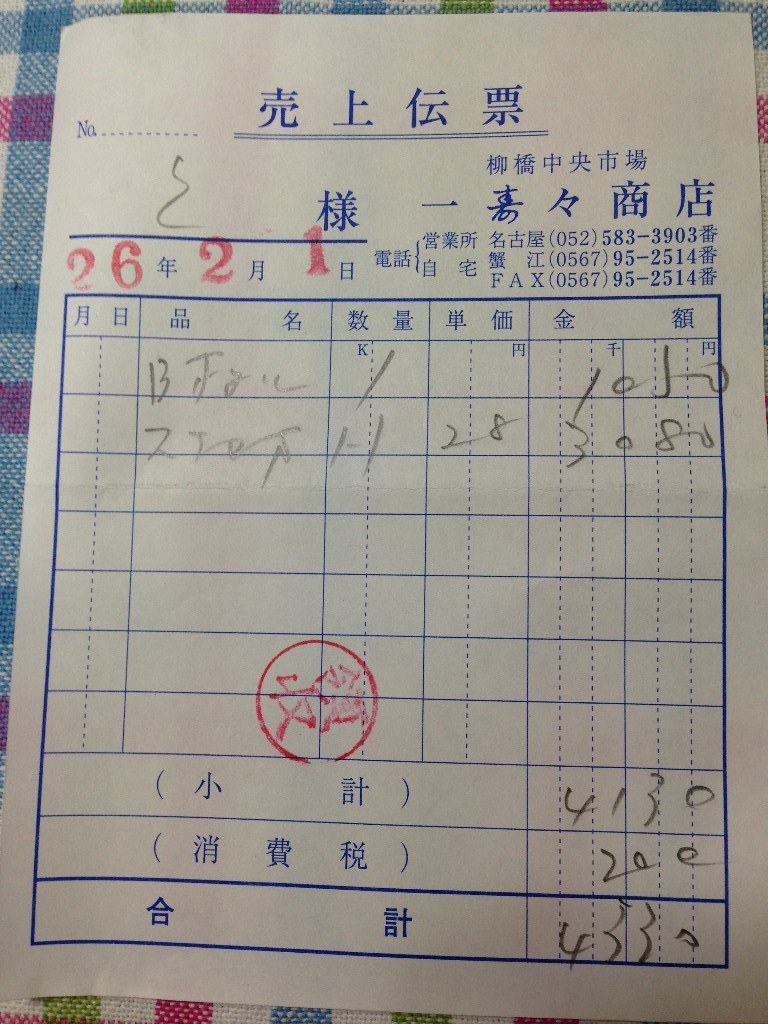 売上伝票
No.
様
柳橋中央市場
一寿々商店
26年2月1日
電話 営業所 名古屋(052)583-3903番
自宅 蟹江(0567)95-2514番
FAX(0567)95-2514番
月 日 品名 数量 単価 金額
K 円 千 円
B 1 1050
28 3080
領収
(小計) 4130
(消費税) 200
合計 4330